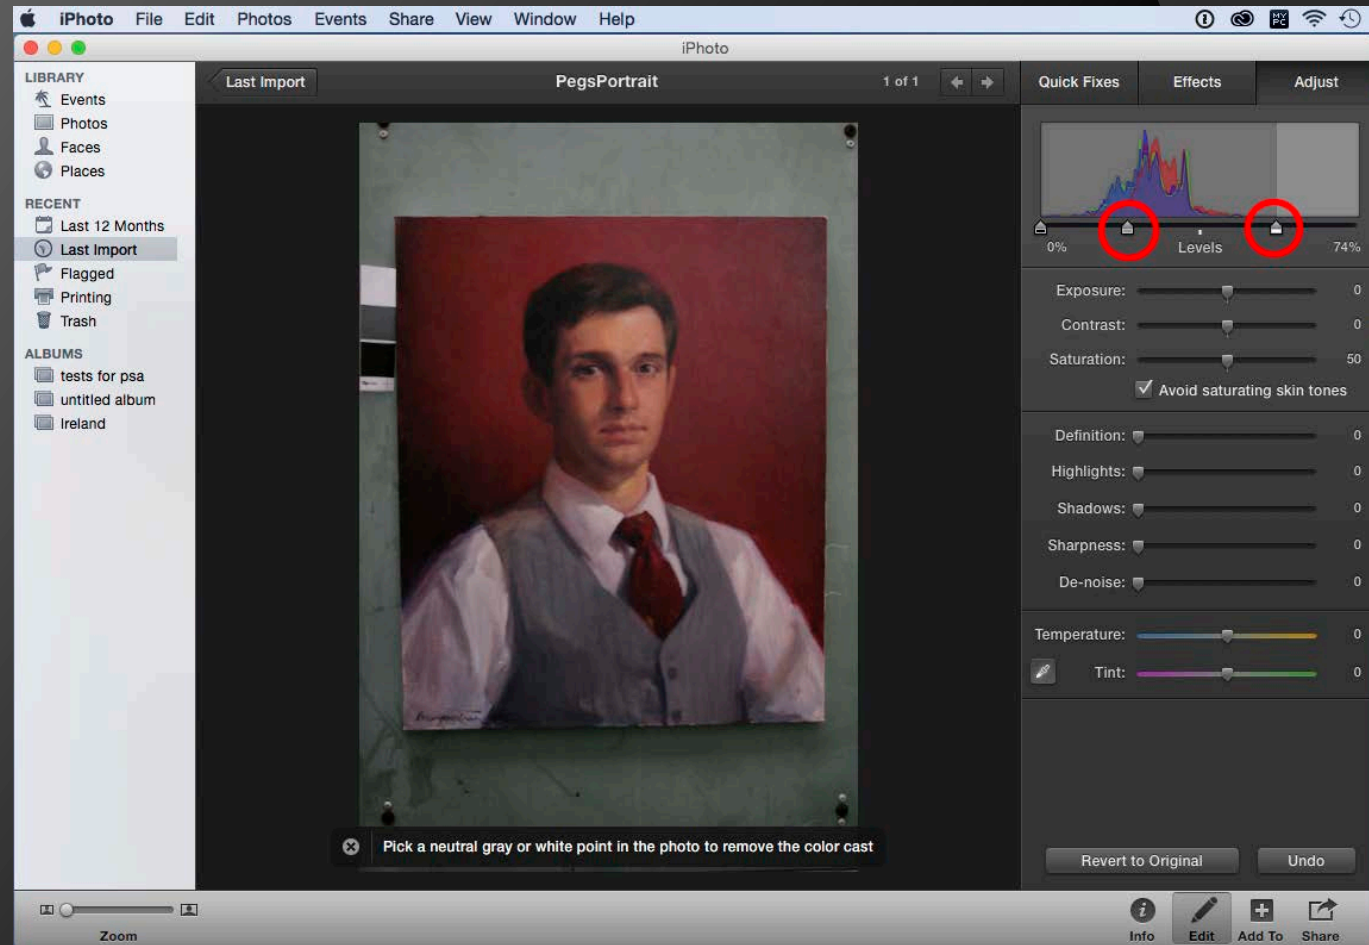 iPhoto File Edit Photos Events Share View Window Help
MY PC
iPhoto
LIBRARY
Events
Photos
Faces
Places
RECENT
Last 12 Months
Last Import
Flagged
Printing
Trash
ALBUMS
tests for psa
untitled album
Ireland
Last Import
PegsPortrait
1 of 1
Quick Fixes Effects Adjust
0% Levels 74%
Exposure: 0
Contrast: 0
Saturation: 50
Avoid saturating skin tones
Definition: 0
Highlights: 0
Shadows: 0
Sharpness: 0
De-noise: 0
Temperature: 0
Tint: 0
Pick a neutral gray or white point in the photo to remove the color cast
Revert to Original Undo
Zoom
Info Edit Add To Share